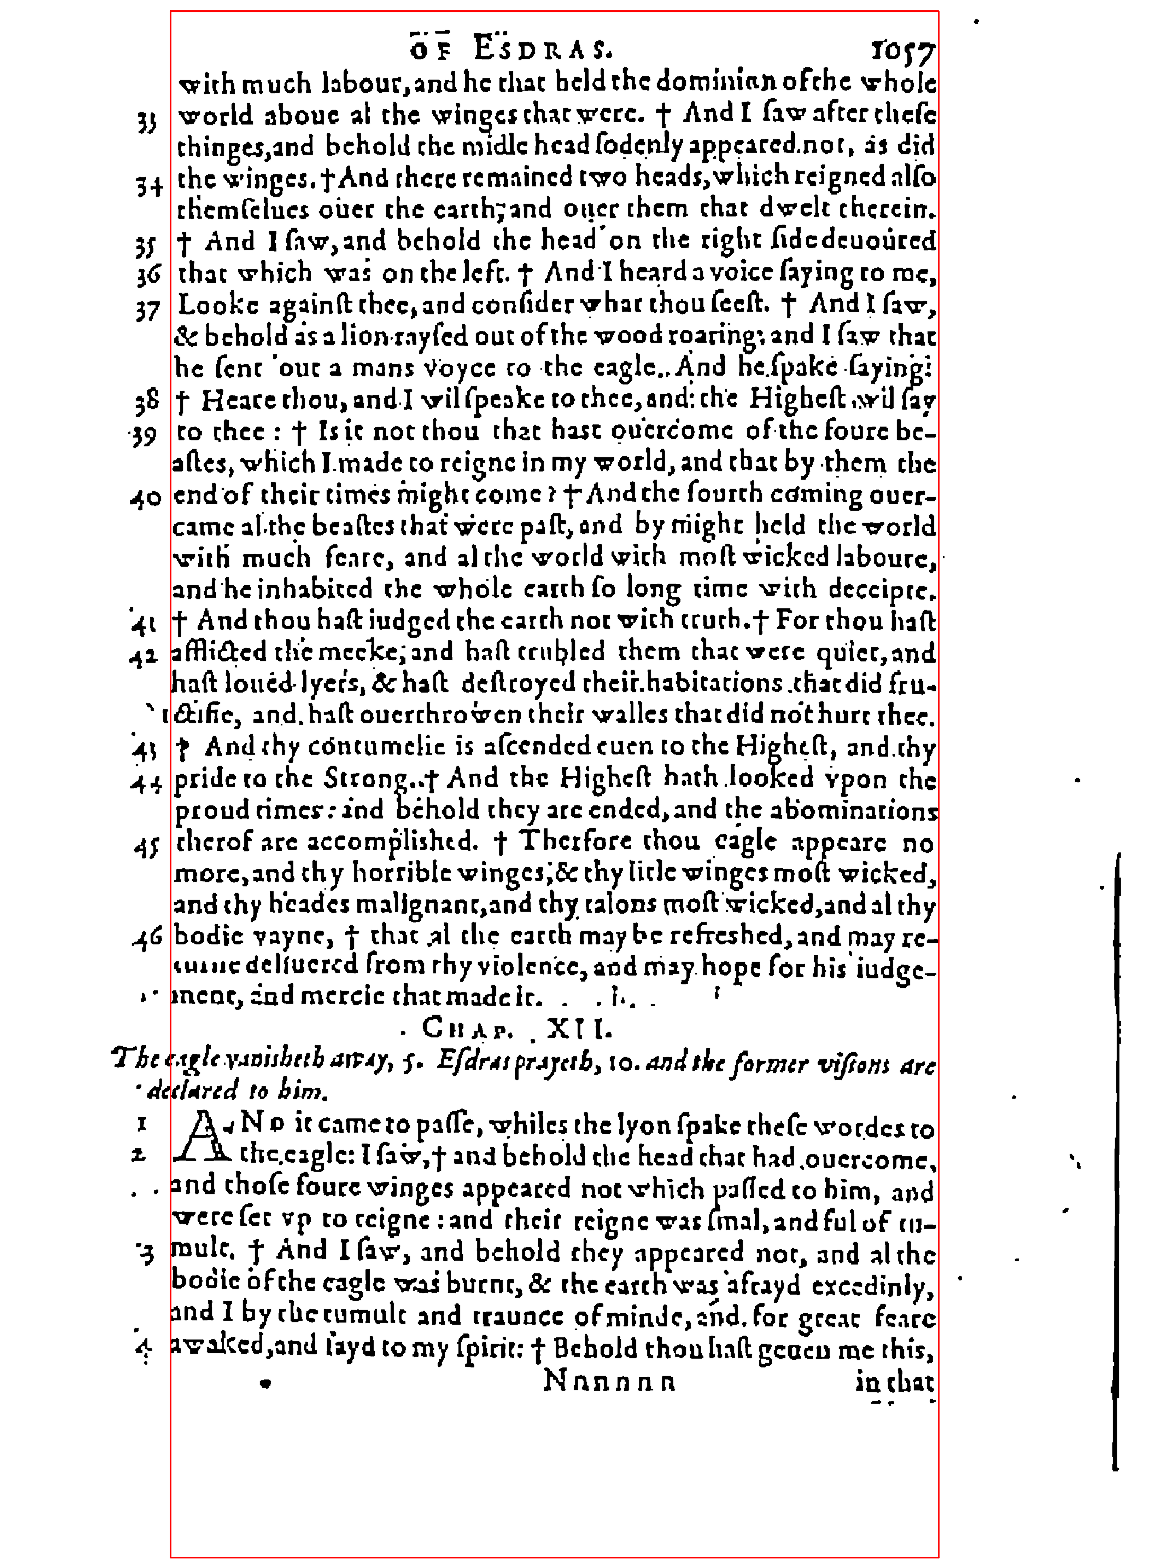 OF ESDRAS. 1057
with much labour, and he that held the dominion of the whole
33 world aboue al the winges that were. † And I ſaw after theſe
thinges, and behold the midle head ſodenly appeared not, as did
34 the winges. † And there remained two heads, which reigned alſo
themſelues ouer the earth, and ouer them that dwelt therein.
35 † And I ſaw, and behold the head on the right ſide deuoured
36 that which was on the left. † And I heard a voice ſaying to me,
37 Looke againſt thee, and conſider what thou ſeeſt. † And I ſaw,
& behold as a lion rayſed out of the wood roaring: and I ſaw that
he ſent out a mans voyce to the eagle. And he ſpake ſaying:
38 † Heare thou, and I wil ſpeake to thee, and the Higheſt wil ſay
39 to thee : † Is it not thou that hast ouercome of the foure be-
aſtes, which I made to reigne in my world, and that by them the
40 end of their times might come? † And the fourth coming ouer-
came al the beaſtes that were paſt, and by might held the world
with much feare, and al the world with moſt wicked laboure,
and he inhabited the whole earth ſo long time with deceipte.
41 † And thou haſt iudged the earth not with truth. † For thou haſt
42 afflicted the meeke, and haſt trubled them that were quiet, and
haſt loued lyers, & haſt deſtroyed their habitations that did fru-
ctifie, and haſt ouerthrowen their walles that did not hurt thee.
43 † And thy contumelie is aſcended euen to the Higheſt, and thy
44 pride to the Strong. † And the Higheſt hath looked vpon the
proud times: and behold they are ended, and the abominations
45 therof are accompliſhed. † Therfore thou eagle appeare no
more, and thy horrible winges, & thy litle winges moſt wicked,
and thy heades malignant, and thy talons moſt wicked, and al thy
46 bodie vayne, † that al the earth may be refreſhed, and may re-
turne deliuered from thy violence, and may hope for his iudge-
ment, and mercie that made it.
CHAP. XII.
The eagle vaniſheth away, 5. Eſdras prayeth, 10. and the former viſions are
declared to him.
1 AND it came to paſſe, whiles the lyon ſpake theſe wordes to
2 the eagle: I ſaw, † and behold the head that had ouercome,
and thoſe foure winges appeared not which paſſed to him, and
were ſet vp to reigne: and their reigne was ſmal, and ful of tu-
3 mult. † And I ſaw, and behold they appeared not, and al the
bodie of the eagle was burnt, & the earth was afrayd excedinly,
and I by the tumult and traunce of minde, and for great feare
4 awaked, and ſayd to my ſpirit: † Behold thou haſt geuen me this,
Nnnnnn in that